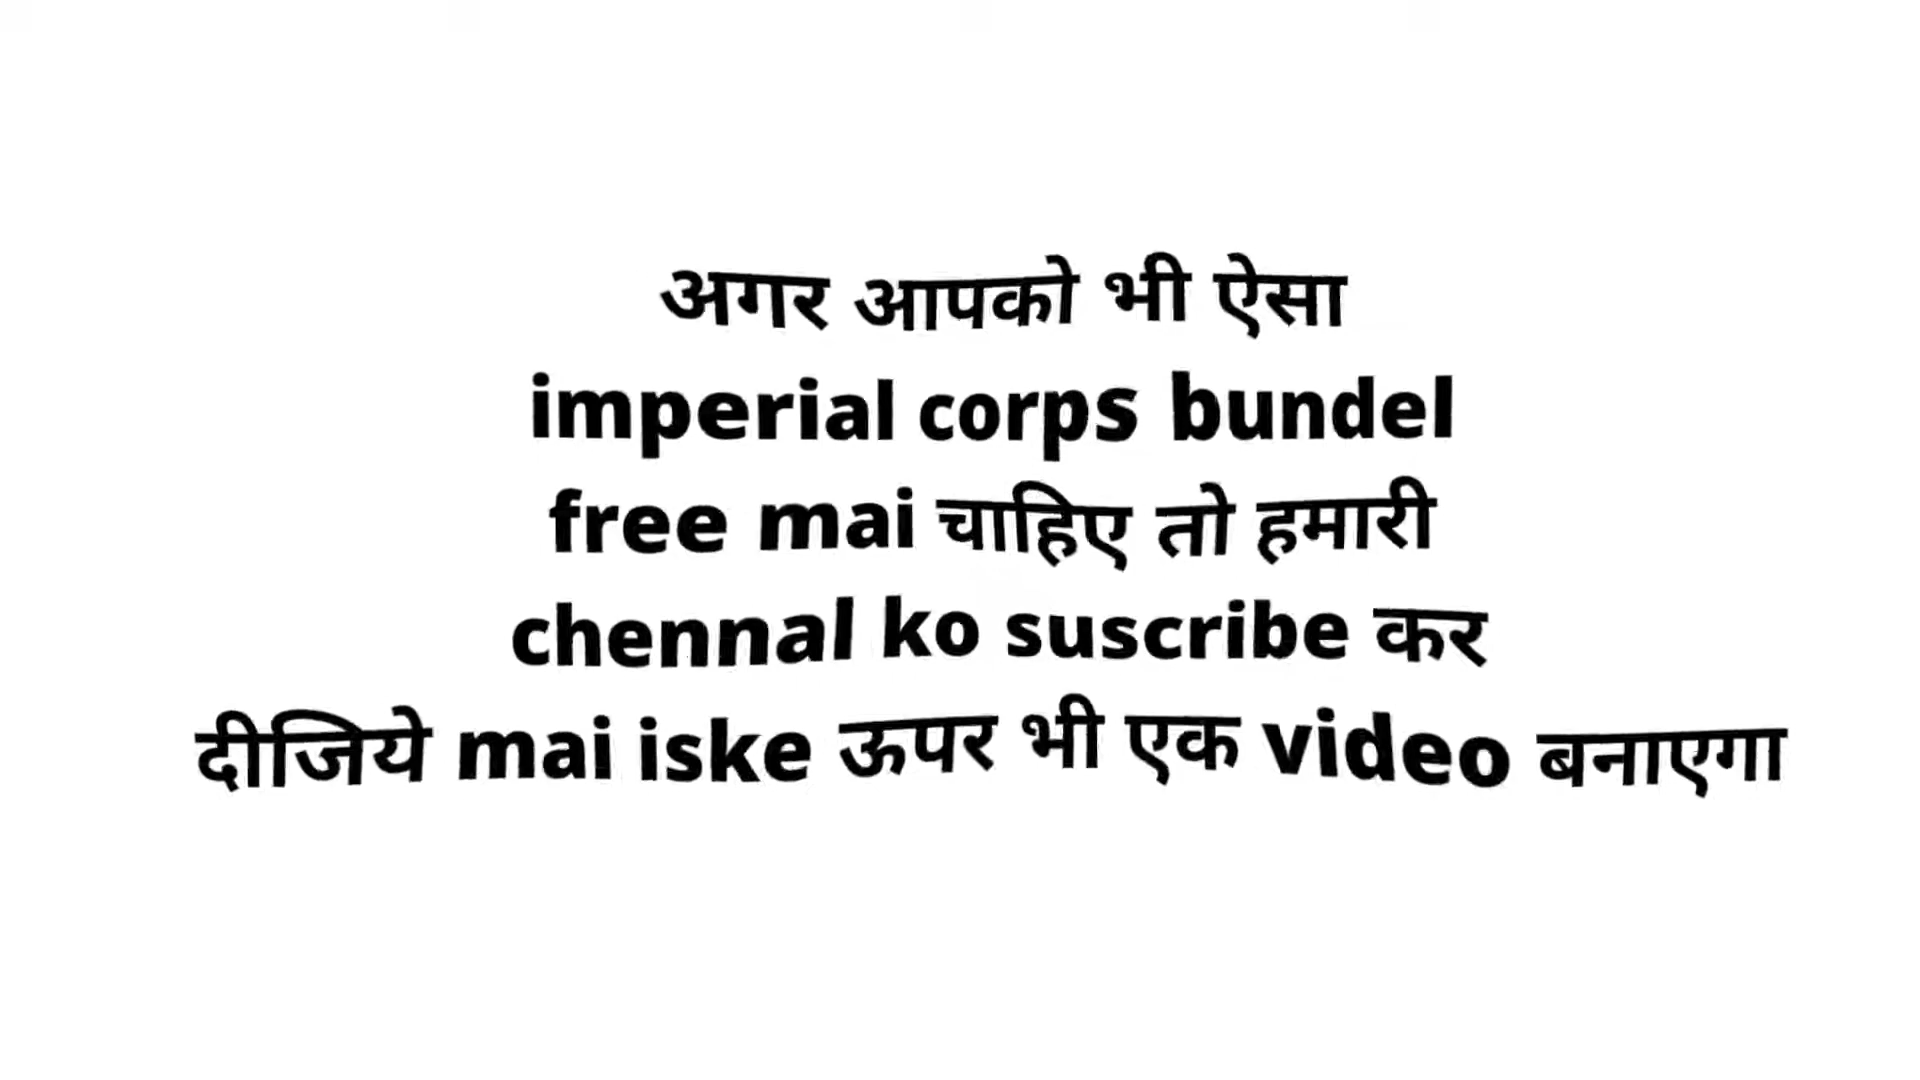 अगर आपको भी ऐसा
imperial corps bundel
free mai चाहिए तो हमारी
chennal ko suscribe कर
दीजिये mai iske ऊपर भी एक video बनाएगा